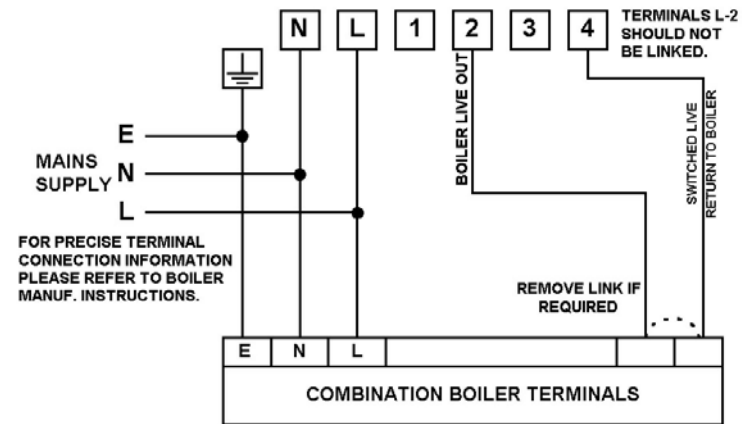 N L 1 2 3 4
TERMINALS L-2
SHOULD NOT
BE LINKED.
BOILER LIVE OUT
SWITCHED LIVE
RETURN TO BOILER
E
MAINS
SUPPLY
N
L
FOR PRECISE TERMINAL
CONNECTION INFORMATION
PLEASE REFER TO BOILER
MANUF. INSTRUCTIONS.
REMOVE LINK IF
REQUIRED
E N L
COMBINATION BOILER TERMINALS